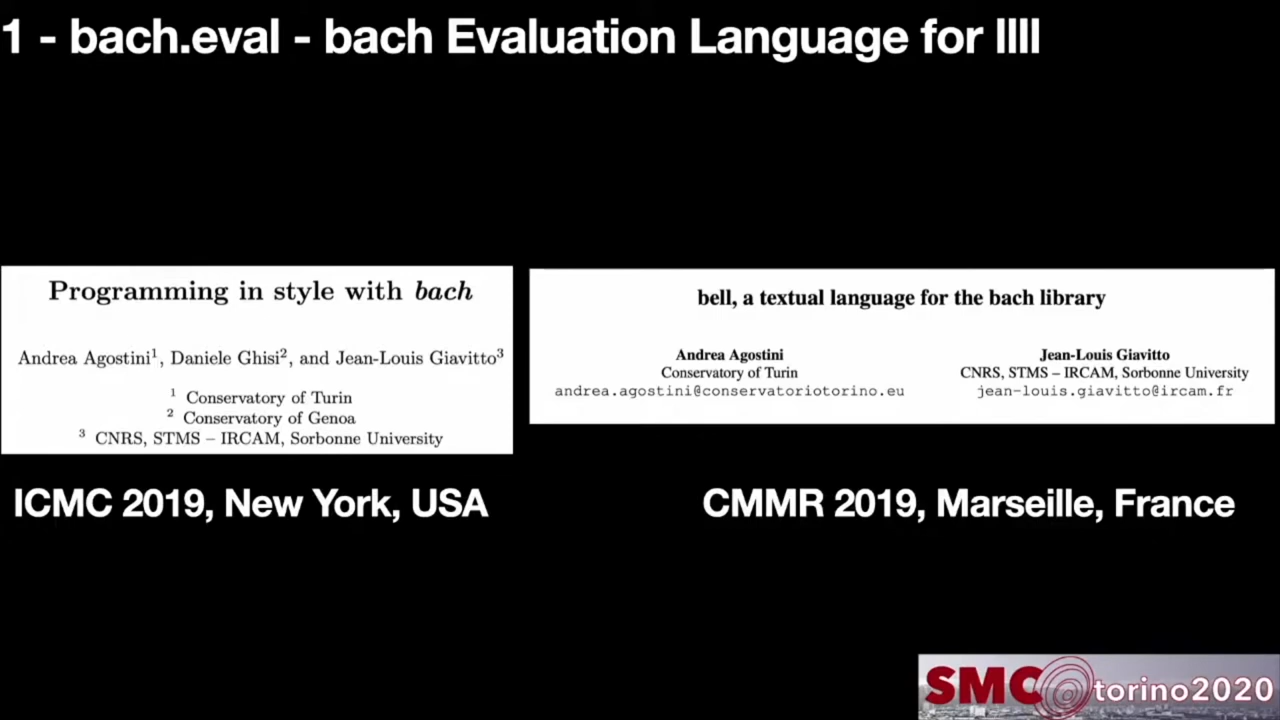 1 - bach.eval - bach Evaluation Language for llll
Programming in style with bach
Andrea Agostini¹, Daniele Ghisi², and Jean-Louis Giavitto³
¹ Conservatory of Turin
² Conservatory of Genoa
³ CNRS, STMS – IRCAM, Sorbonne University
ICMC 2019, New York, USA
bell, a textual language for the bach library
Andrea Agostini
Conservatory of Turin
andrea.agostini@conservatoriotorino.eu
Jean-Louis Giavitto
CNRS, STMS – IRCAM, Sorbonne University
jean-louis.giavitto@ircam.fr
CMMR 2019, Marseille, France
SMC@torino2020